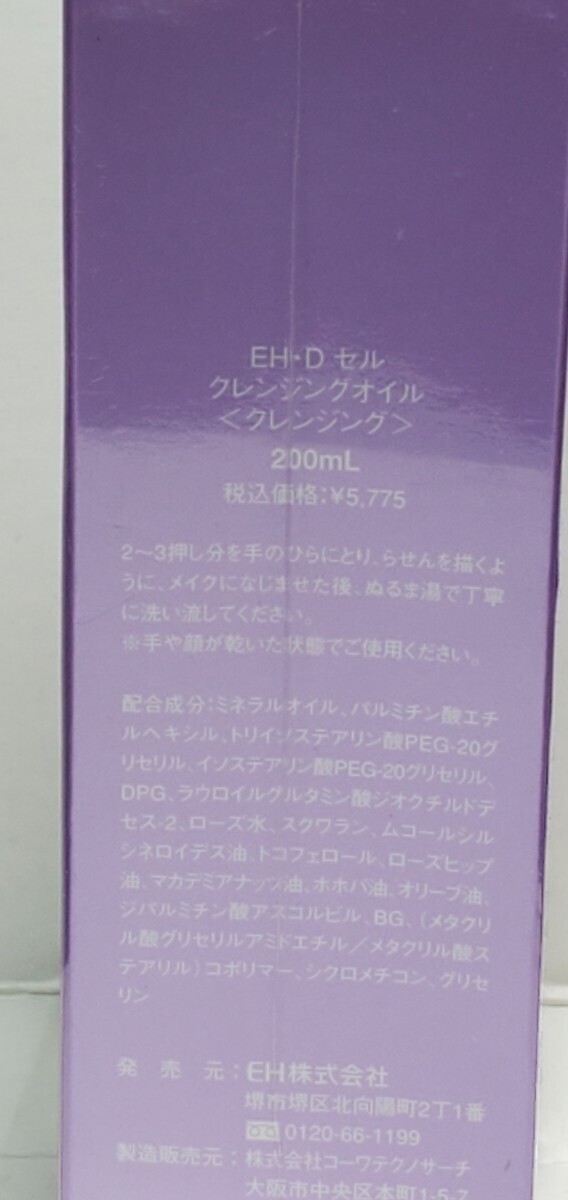 EH・D セル
クレンジングオイル
＜クレンジング＞
200mL
税込価格:¥5,775
2〜3押し分を手のひらにとり、らせんを描くよ
うに、メイクになじませた後、ぬるま湯で丁寧
に洗い流してください。
※手や顔が乾いた状態でご使用ください。
配合成分:ミネラルオイル、パルミチン酸エチ
ルヘキシル、トリイソステアリン酸PEG-20グ
リセリル、イソステアリン酸PEG-20グリセリル、
DPG、ラウロイルグルタミン酸ジオクチルドデ
セス-2、ローズ水、スクワラン、ムコールシル
シネロイデス油、トコフェロール、ローズヒップ
油、マカデミアナッツ油、ホホバ油、オリーブ油、
ジパルミチン酸アスコルビル、BG、(メタクリ
ル酸グリセリルアミドエチル／メタクリル酸ス
テアリル)コポリマー、シクロメチコン、グリセ
リン
発 売 元:EH株式会社
堺市堺区北向陽町2丁1番
0120-66-1199
製造販売元:株式会社コーワテクノサーチ
大阪市中央区本町1-5-7